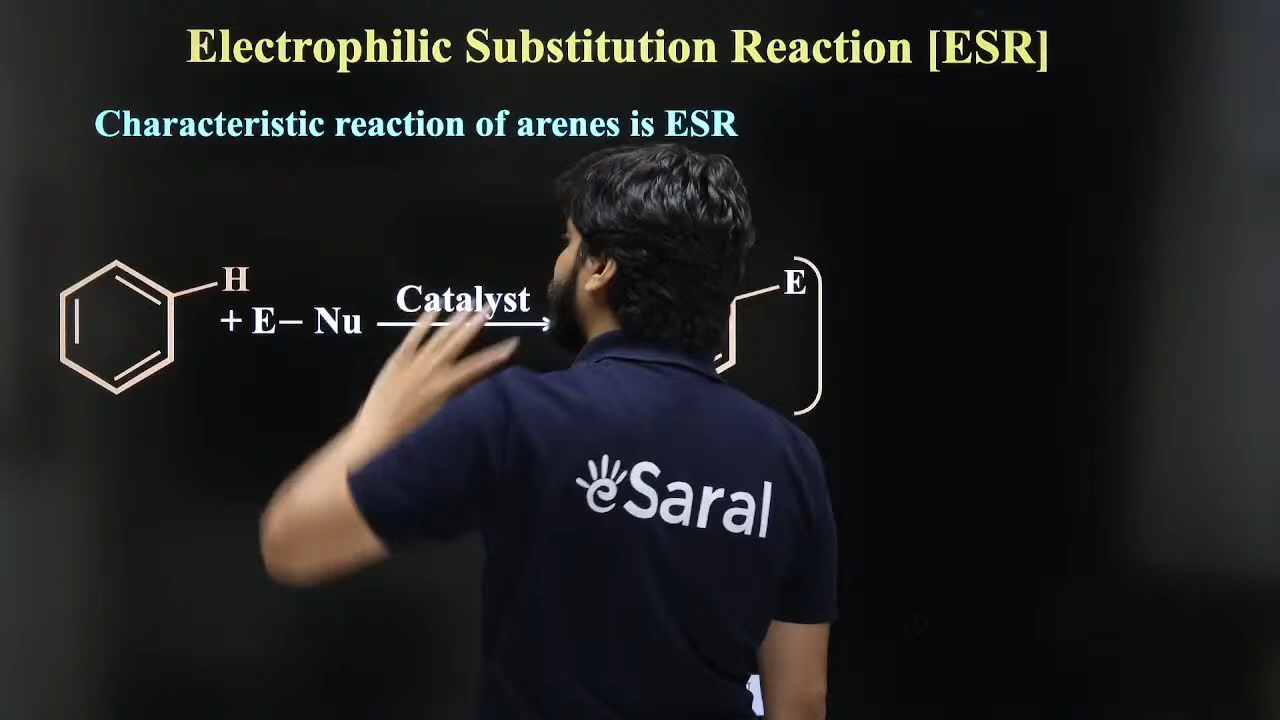 Electrophilic Substitution Reaction [ESR]
Characteristic reaction of arenes is ESR
H
+ E– Nu
Catalyst
E
eSaral